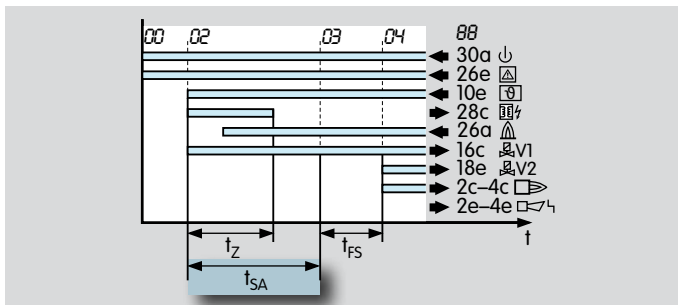 00 02 03 04 88
30a
26e
10e ϑ
28c
26a
16c V1
18e V2
2c–4c
2e–4e
t
tZ tFS
tSA